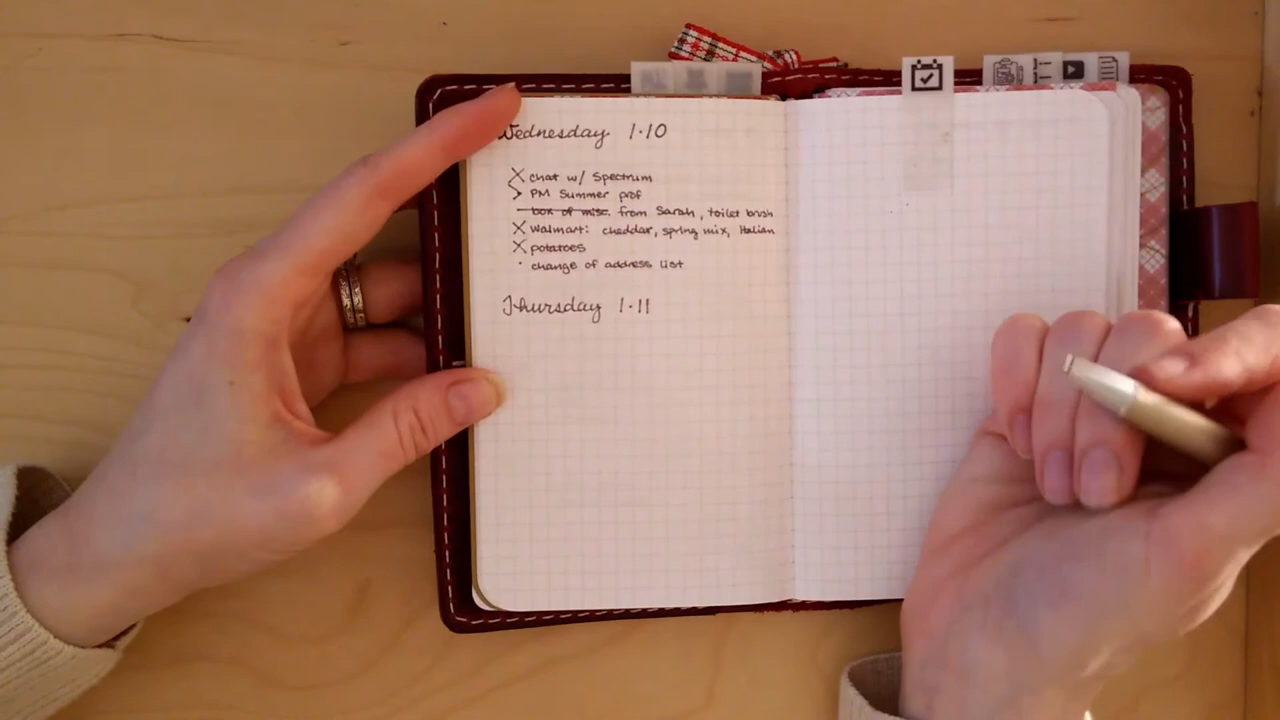 Wednesday 1.10
X chat w/ Spectrum
> PM Summer prof
box of misc. from Sarah, toilet brush
X Walmart: cheddar, spring mix, Italian
X potatoes
· change of address list
Thursday 1.11